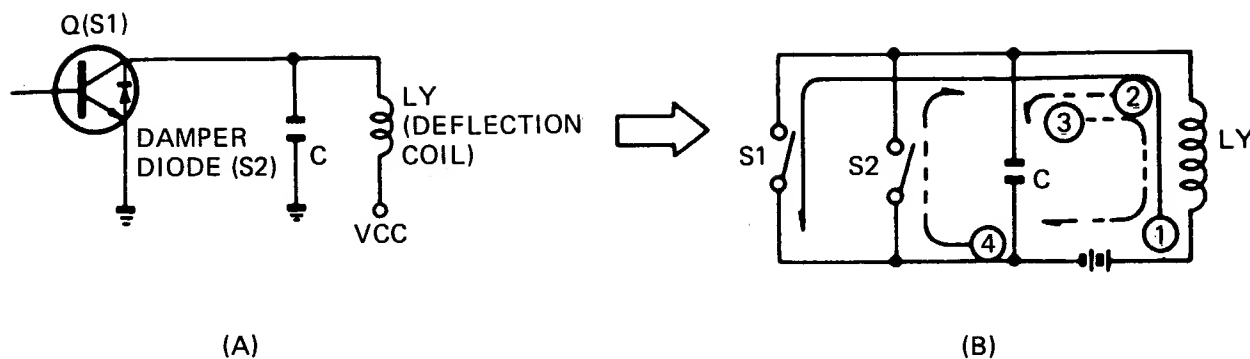 Q(S1)
DAMPER
DIODE (S2)
C
LY
(DEFLECTION
COIL)
VCC
(A)
S1
S2
C
LY
1
2
3
4
(B)